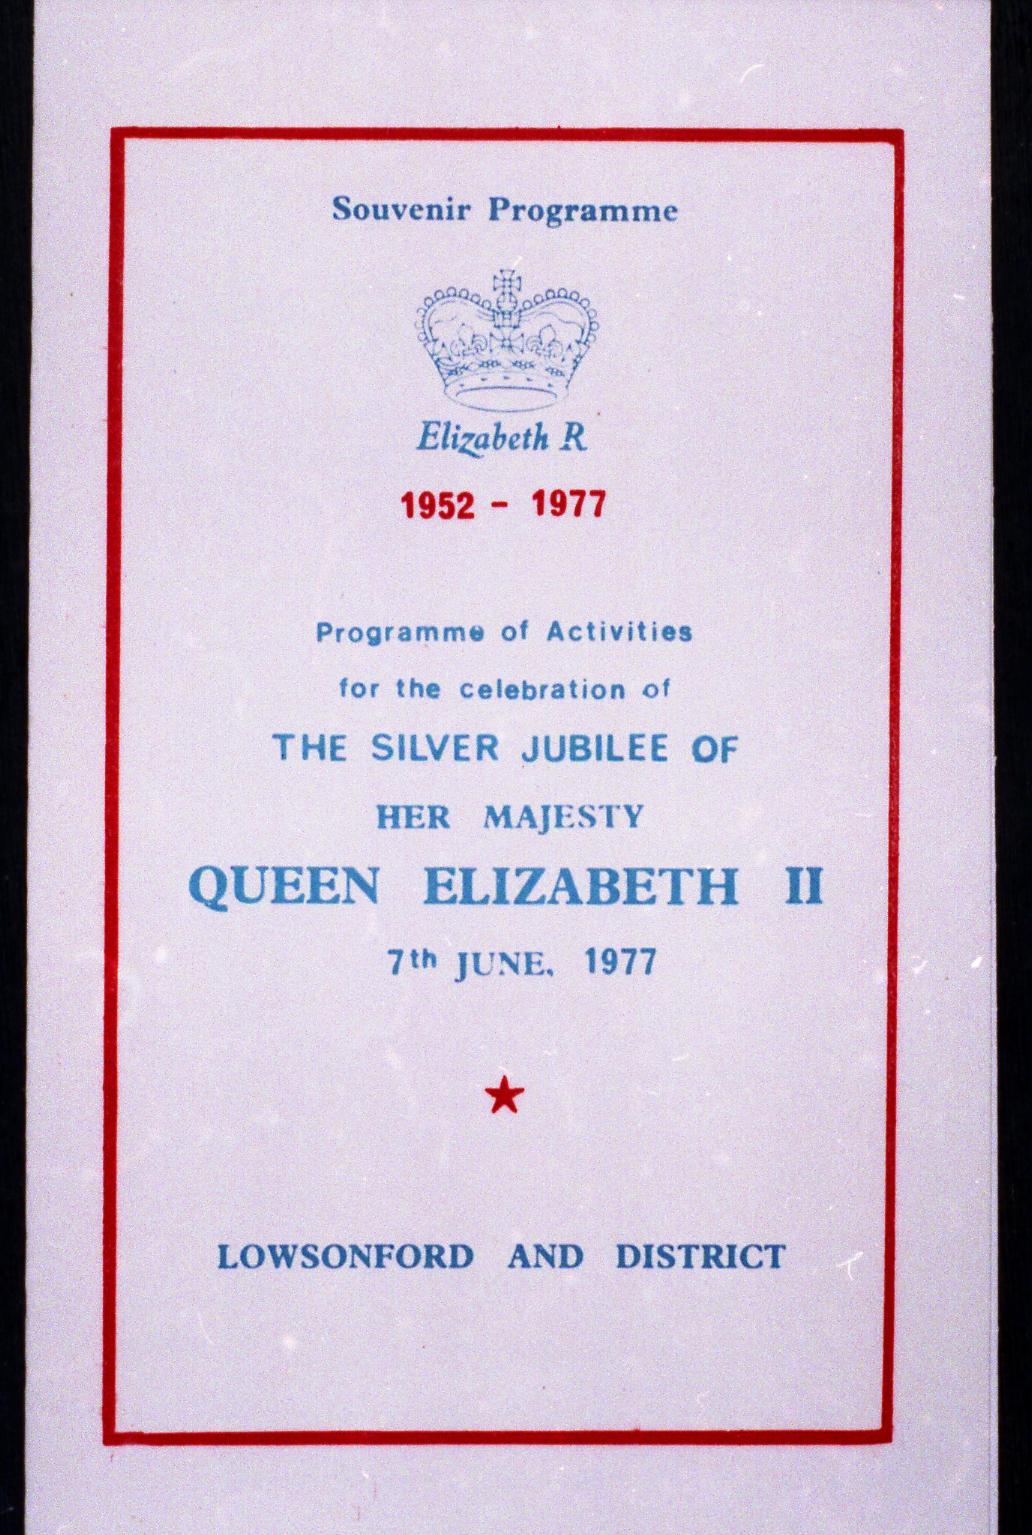 Souvenir Programme
Elizabeth R
1952 - 1977
Programme of Activities
for the celebration of
THE SILVER JUBILEE OF
HER MAJESTY
QUEEN ELIZABETH II
7th JUNE, 1977
LOWSONFORD AND DISTRICT